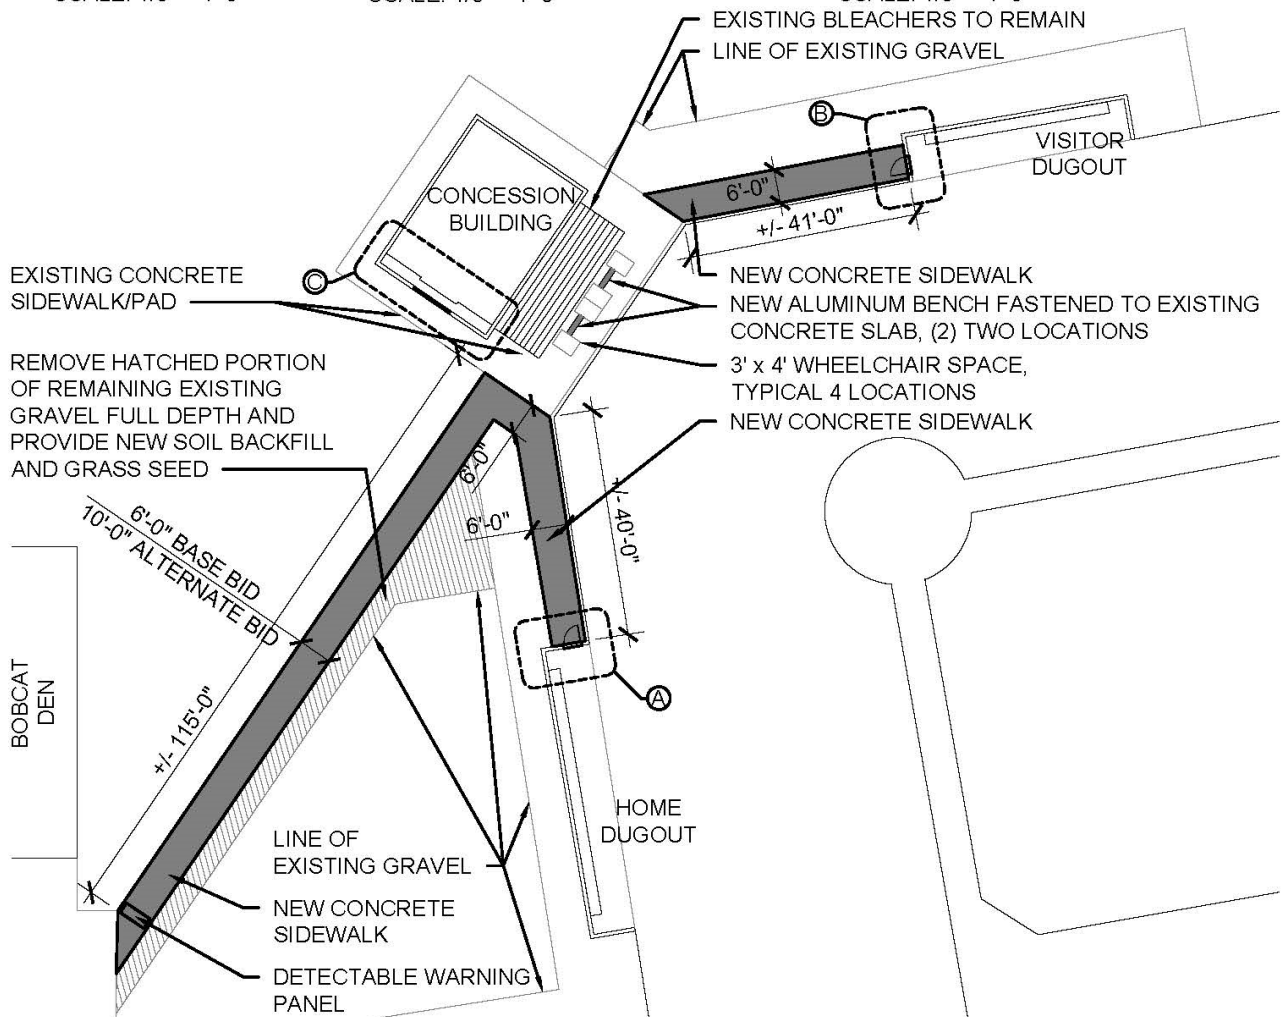 EXISTING BLEACHERS TO REMAIN
LINE OF EXISTING GRAVEL
B
VISITOR
DUGOUT
CONCESSION
BUILDING
6'-0"
+/- 41'-0"
EXISTING CONCRETE
SIDEWALK/PAD
C
NEW CONCRETE SIDEWALK
NEW ALUMINUM BENCH FASTENED TO EXISTING
CONCRETE SLAB, (2) TWO LOCATIONS
3' x 4' WHEELCHAIR SPACE,
TYPICAL 4 LOCATIONS
NEW CONCRETE SIDEWALK
REMOVE HATCHED PORTION
OF REMAINING EXISTING
GRAVEL FULL DEPTH AND
PROVIDE NEW SOIL BACKFILL
AND GRASS SEED
6'-0"
6'-0"
+/- 40'-0"
6'-0" BASE BID
10'-0" ALTERNATE BID
BOBCAT
DEN
+/- 115'-0"
A
HOME
DUGOUT
LINE OF
EXISTING GRAVEL
NEW CONCRETE
SIDEWALK
DETECTABLE WARNING
PANEL